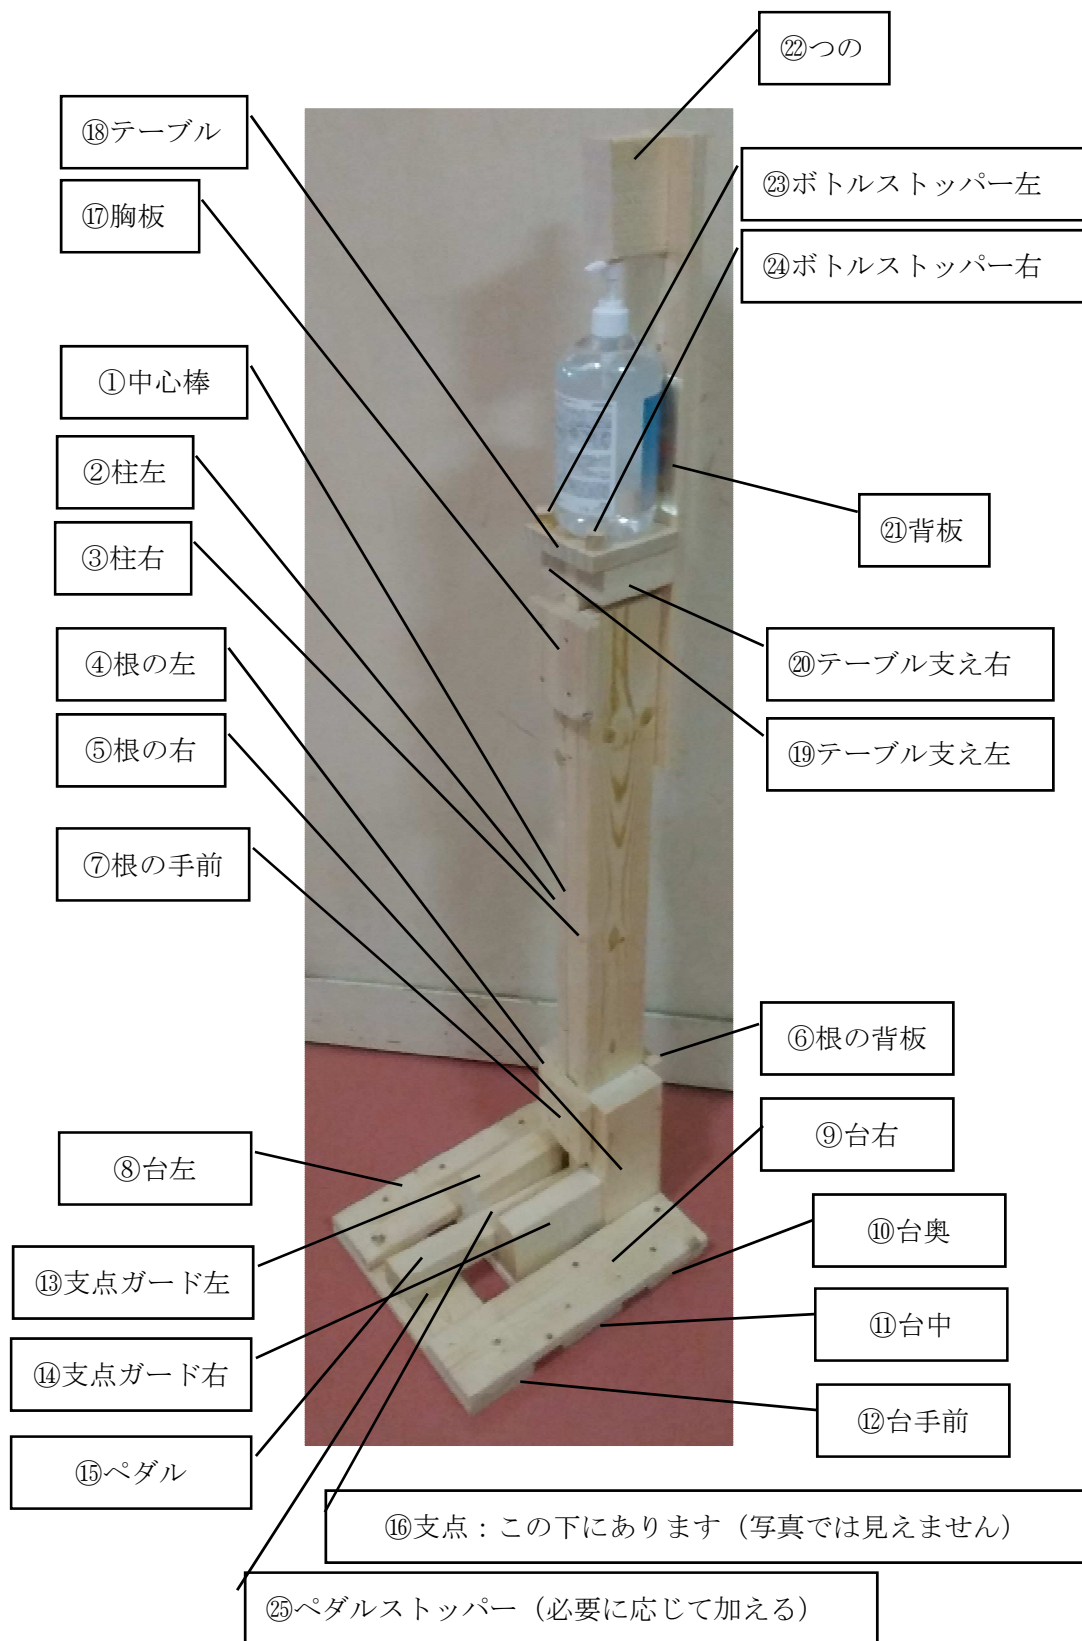 ㉒つの
⑱テーブル
㉓ボトルストッパー左
⑰胸板
㉔ボトルストッパー右
①中心棒
②柱左
㉑背板
③柱右
④根の左
⑳テーブル支え右
⑤根の右
⑲テーブル支え左
⑦根の手前
⑥根の背板
⑨台右
⑧台左
⑩台奥
⑬支点ガード左
⑪台中
⑭支点ガード右
⑫台手前
⑮ペダル
⑯支点：この下にあります（写真では見えません）
㉕ペダルストッパー（必要に応じて加える）